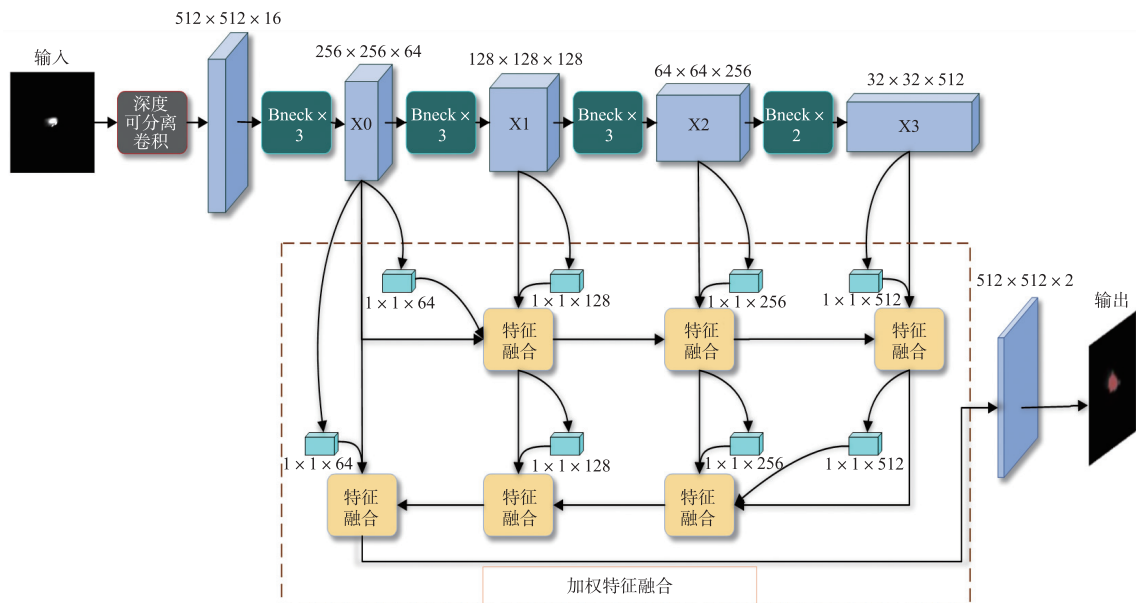 512 × 512 × 16
输入
256 × 256 × 64
128 × 128 × 128
64 × 64 × 256
32 × 32 × 512
深度
可分离
卷积
Bneck ×
3
X0
Bneck ×
3
X1
Bneck ×
3
X2
Bneck ×
2
X3
1 × 1 × 64
1 × 1 × 128
1 × 1 × 256
1 × 1 × 512
512 × 512 × 2
输出
特征
融合
特征
融合
特征
融合
1 × 1 × 64
1 × 1 × 128
1 × 1 × 256
1 × 1 × 512
特征
融合
特征
融合
特征
融合
加权特征融合